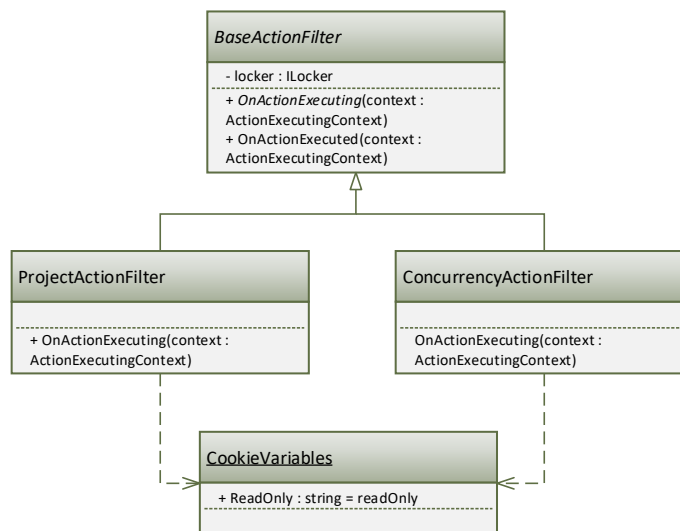 BaseActionFilter
- locker : ILocker
+ OnActionExecuting(context :
ActionExecutingContext)
+ OnActionExecuted(context :
ActionExecutingContext)
ProjectActionFilter
+ OnActionExecuting(context :
ActionExecutingContext)
ConcurrencyActionFilter
OnActionExecuting(context :
ActionExecutingContext)
CookieVariables
+ ReadOnly : string = readOnly